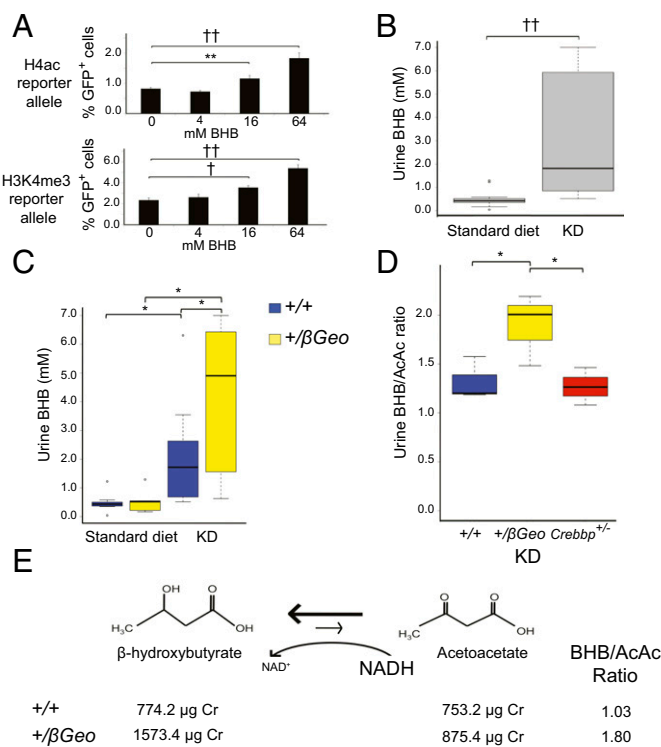 A
H4ac
reporter
allele
% GFP+ cells
2.0
1.0
0.0
††
**
0 4 16 64
mM BHB
H3K4me3
reporter
allele
% GFP+ cells
6.0
4.0
2.0
0.0
††
†
0 4 16 64
mM BHB
B
††
Urine BHB (mM)
7.0
6.0
5.0
4.0
3.0
2.0
1.0
0.0
Standard diet KD
C
* * *
Urine BHB (mM)
7.0
6.0
5.0
4.0
3.0
2.0
1.0
0.0
Standard diet KD
+/+
+/βGeo
D
* *
Urine BHB/AcAc ratio
2.0
1.5
1.0
0
+/+ +/βGeo Crebbp+/-
KD
E
OH O
H₃C OH
β-hydroxybutyrate
NAD+
NADH
O O
H₃C OH
Acetoacetate
BHB/AcAc
Ratio
+/+ 774.2 µg Cr 753.2 µg Cr 1.03
+/βGeo 1573.4 µg Cr 875.4 µg Cr 1.80